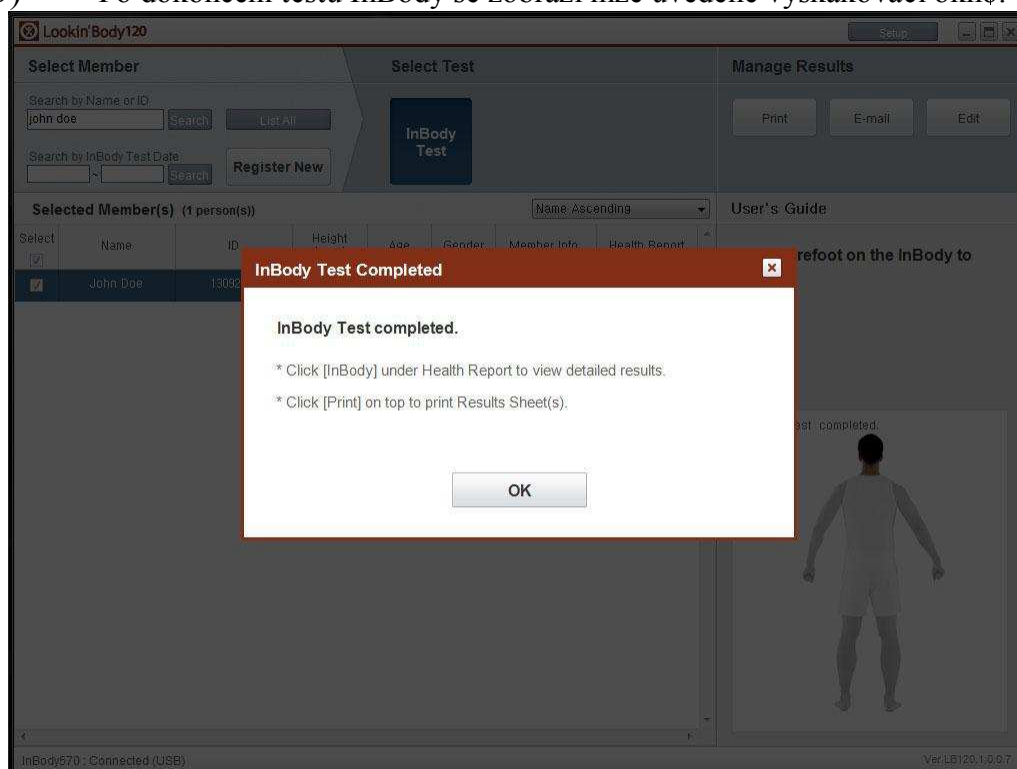 Po dokončení testu InBody se zobrazí níže uvedené vyskakovací
Lookin'Body120
Setup
Select Member
Select Test
Manage Results
Search by Name or ID
john doe
Search
List All
InBody
Test
Print
E-mail
Edit
Search by InBody Test Date
~
Search
Register New
Selected Member(s) (1 person(s))
Name Ascending
User's Guide
Select
Name
ID
Height
Age
Gender
Member Info
Health Report
refoot on the InBody to
John Doe
13092
InBody Test Completed
InBody Test completed.
* Click [InBody] under Health Report to view detailed results.
* Click [Print] on top to print Results Sheet(s).
OK
est completed.
InBody570 : Connected (USB)
Ver.LB120.1.0.0.7